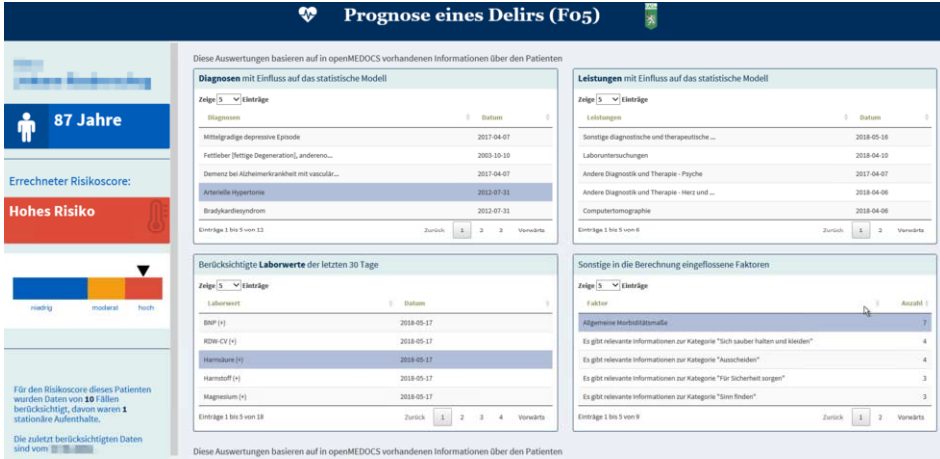 Prognose eines Delirs (F05)
87 Jahre
Errechneter Risikoscore:
Hohes Risiko
niedrig moderat hoch
Für den Risikoscore dieses Patienten
wurden Daten von 10 Fällen
berücksichtigt, davon waren 1
stationäre Aufenthalte.
Die zuletzt berücksichtigten Daten
sind vom
Diese Auswertungen basieren auf in openMEDOCS vorhandenen Informationen über den Patienten
Diagnosen mit Einfluss auf das statistische Modell
Zeige 5 Einträge
Diagnosen Datum
Mittelgradige depressive Episode 2017-04-07
Fettleber [fettige Degeneration], andereno... 2003-10-10
Demenz bei Alzheimerkrankheit mit vasculär... 2017-04-07
Arterielle Hypertonie 2012-07-31
Bradykardiesyndrom 2012-07-31
Einträge 1 bis 5 von 12 Zurück 1 2 3 Vorwärts
Leistungen mit Einfluss auf das statistische Modell
Zeige 5 Einträge
Leistungen Datum
Sonstige diagnostische und therapeutische ... 2018-05-16
Laboruntersuchungen 2018-04-10
Andere Diagnostik und Therapie - Psyche 2017-04-07
Andere Diagnostik und Therapie - Herz und ... 2018-04-06
Computertomographie 2018-04-06
Einträge 1 bis 5 von 6 Zurück 1 2 Vorwärts
Berücksichtigte Laborwerte der letzten 30 Tage
Zeige 5 Einträge
Laborwert Datum
BNP (+) 2018-05-17
RDW-CV (+) 2018-05-17
Harnsäure (+) 2018-05-17
Harnstoff (+) 2018-05-17
Magnesium (+) 2018-05-17
Einträge 1 bis 5 von 18 Zurück 1 2 3 4 Vorwärts
Sonstige in die Berechnung eingeflossene Faktoren
Zeige 5 Einträge
Faktor Anzahl
Allgemeine Morbiditätsmaße 7
Es gibt relevante Informationen zur Kategorie "Sich sauber halten und kleiden" 4
Es gibt relevante Informationen zur Kategorie "Ausscheiden" 4
Es gibt relevante Informationen zur Kategorie "Für Sicherheit sorgen" 3
Es gibt relevante Informationen zur Kategorie "Sinn finden" 3
Einträge 1 bis 5 von 9 Zurück 1 2 Vorwärts
Diese Auswertungen basieren auf in openMEDOCS vorhandenen Informationen über den Patienten